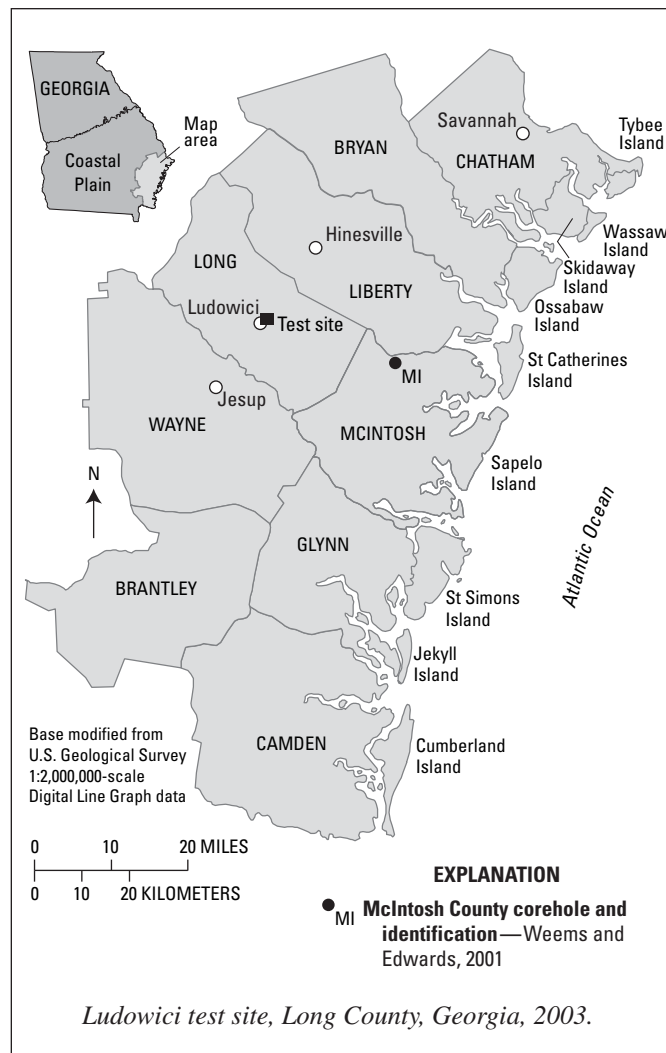 GEORGIA
Map
area
Coastal
Plain
Savannah
Tybee
Island
BRYAN
CHATHAM
Wassaw
Island
Skidaway
Island
Hinesville
LONG
LIBERTY
Ossabaw
Island
Ludowici
Test site
St Catherines
Island
MI
Jesup
WAYNE
MCINTOSH
Sapelo
Island
N
GLYNN
Atlantic Ocean
BRANTLEY
St Simons
Island
Jekyll
Island
Base modified from
U.S. Geological Survey
1:2,000,000-scale
Digital Line Graph data
CAMDEN
Cumberland
Island
0 10 20 MILES
0 10 20 KILOMETERS
EXPLANATION
MI McIntosh County corehole and
identification—Weems and
Edwards, 2001
Ludowici test site, Long County, Georgia, 2003.